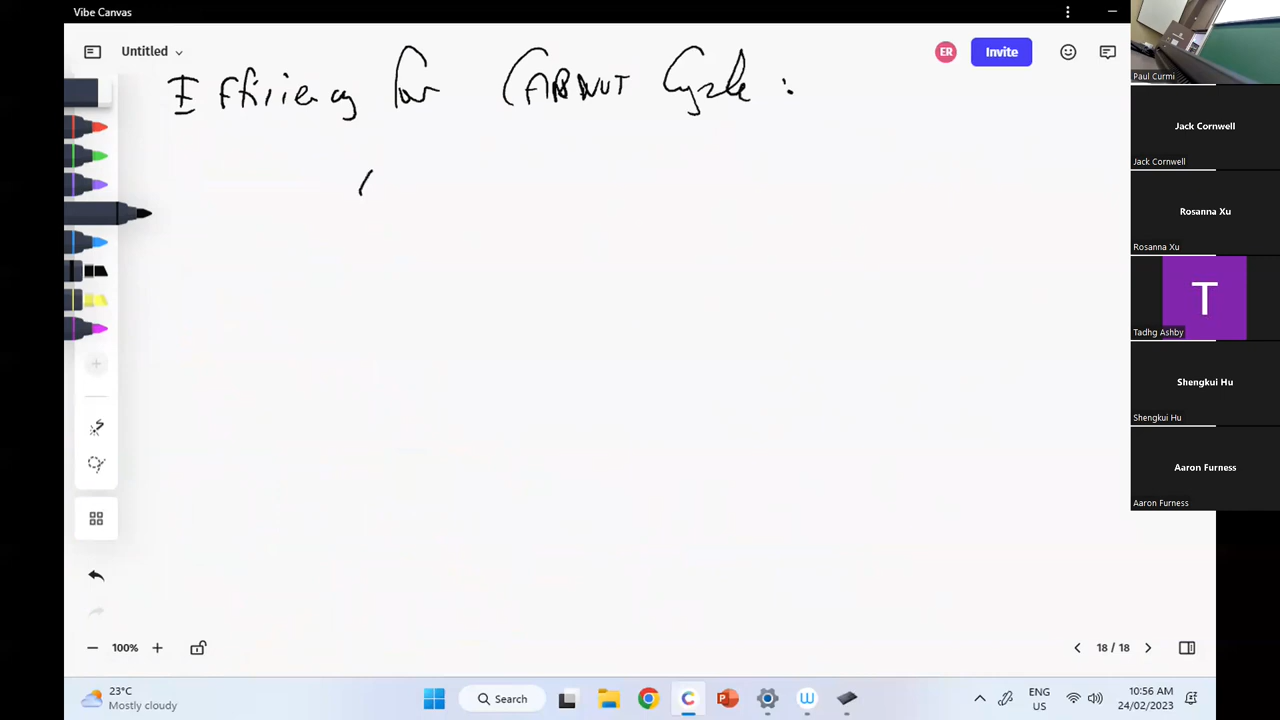 Vibe Canvas
Untitled
ER
Invite
Efficiency for CARNOT Cycle :
Paul Curmi
Jack Cornwell
Jack Cornwell
Rosanna Xu
Rosanna Xu
T
Tadhg Ashby
Shengkui Hu
Shengkui Hu
Aaron Furness
Aaron Furness
100%
18 / 18
23°C
Mostly cloudy
Search
ENG
US
10:56 AM
24/02/2023